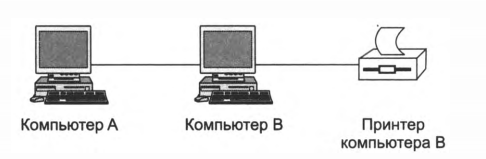 Компьютер А
Компьютер В
Принтер
компьютера В